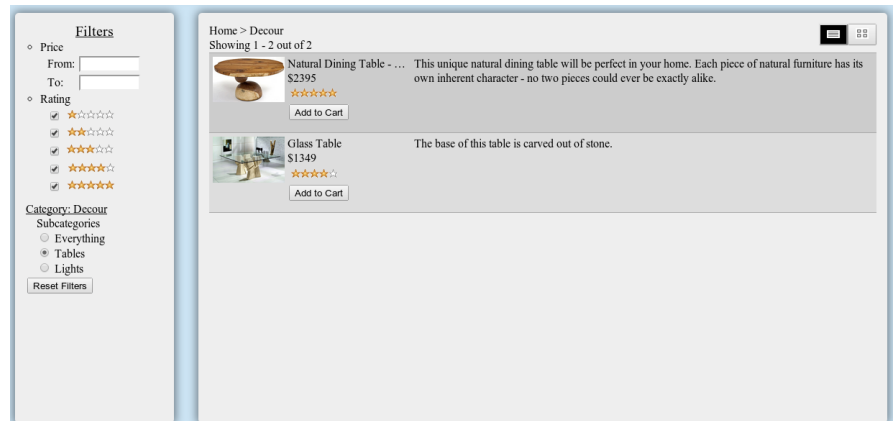 Filters
Price
From:
To:
Rating
Category: Decour
Subcategories
Everything
Tables
Lights
Reset Filters
Home > Decour
Showing 1 - 2 out of 2
Natural Dining Table - …
$2395
Add to Cart
This unique natural dining table will be perfect in your home. Each piece of natural furniture has its
own inherent character - no two pieces could ever be exactly alike.
Glass Table
$1349
Add to Cart
The base of this table is carved out of stone.